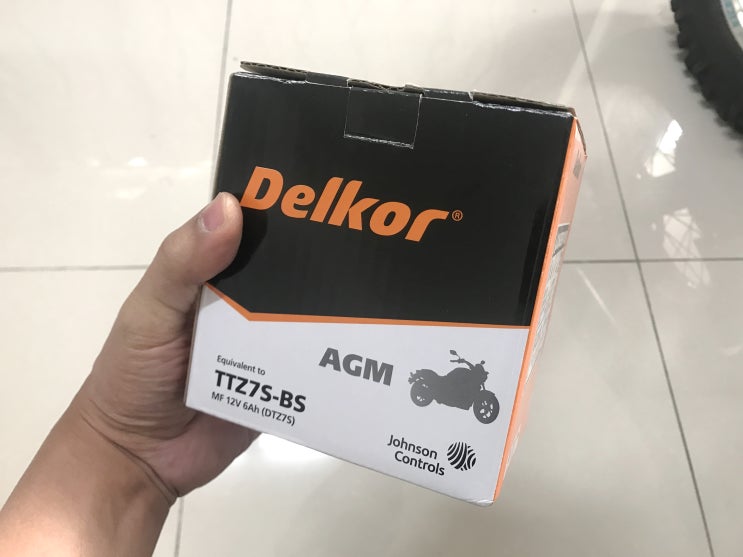 Delkor®
AGM
Equivalent to
TTZ7S-BS
MF 12V 6Ah (DTZ7S)
Johnson
Controls